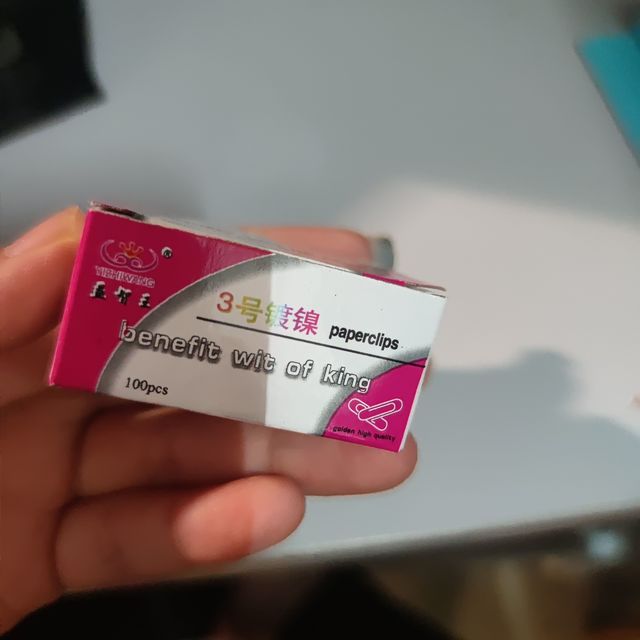 YIZHIWANG
益智王
3号镀镍 paperclips
benefit wit of king
100pcs
golden high quality